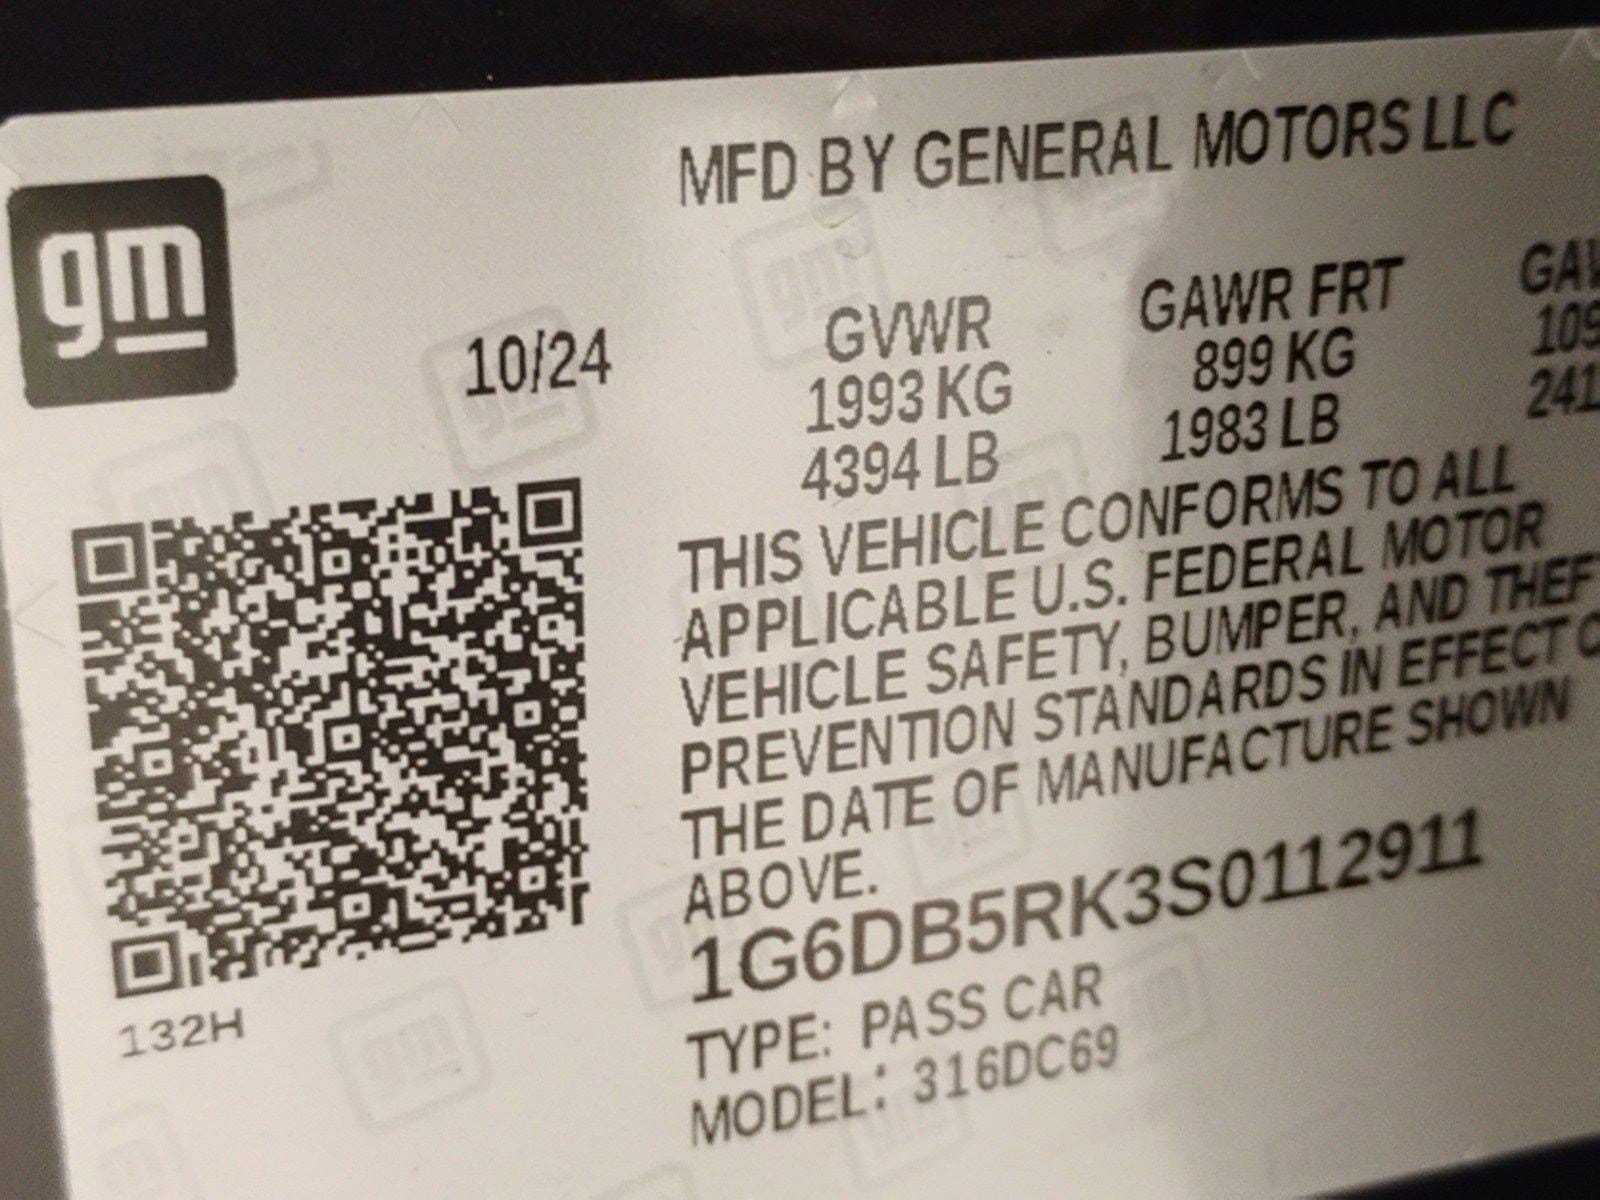 MFD BY GENERAL MOTORS LLC
gm
10/24
GVWR GAWR FRT
1993 KG 899 KG
4394 LB 1983 LB
THIS VEHICLE CONFORMS TO ALL
APPLICABLE U.S. FEDERAL MOTOR
VEHICLE SAFETY, BUMPER, AND THEF
PREVENTION STANDARDS IN EFFECT
THE DATE OF MANUFACTURE SHOWN
ABOVE.
1G6DB5RK3S0112911
132H
TYPE: PASS CAR
MODEL: 316DC69